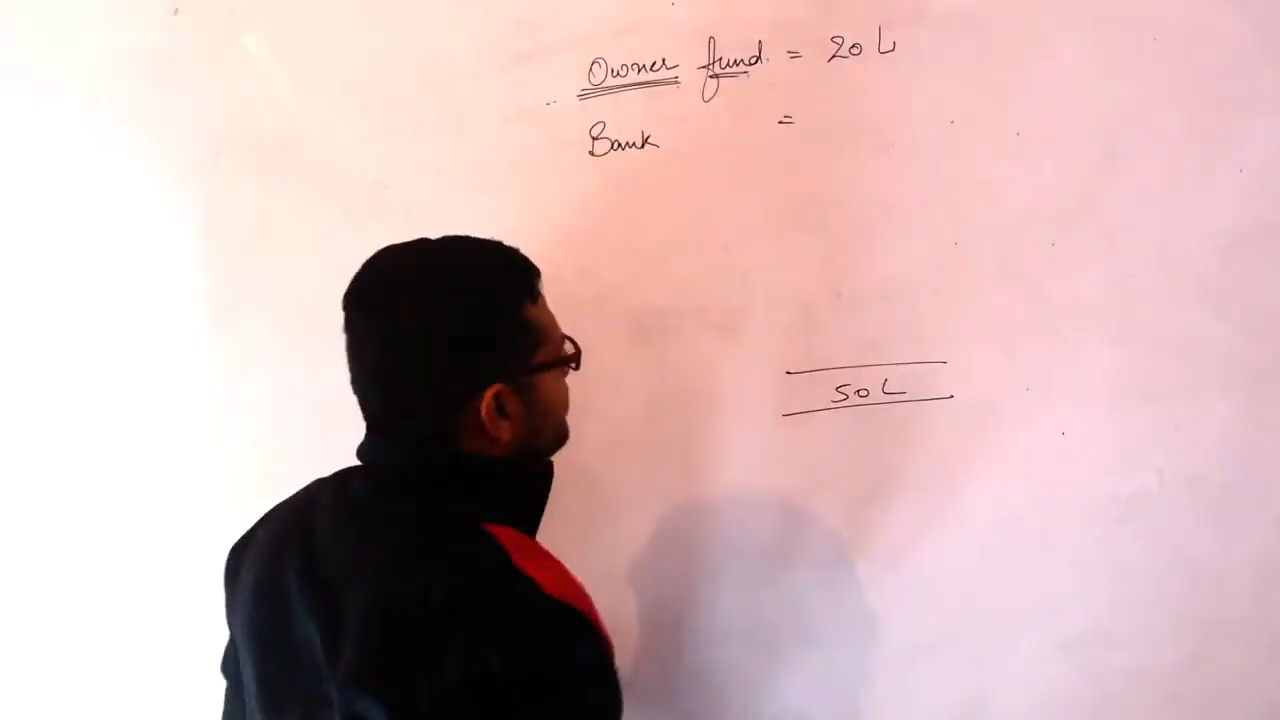 Owner fund. = 20 L
Bank =
50 L